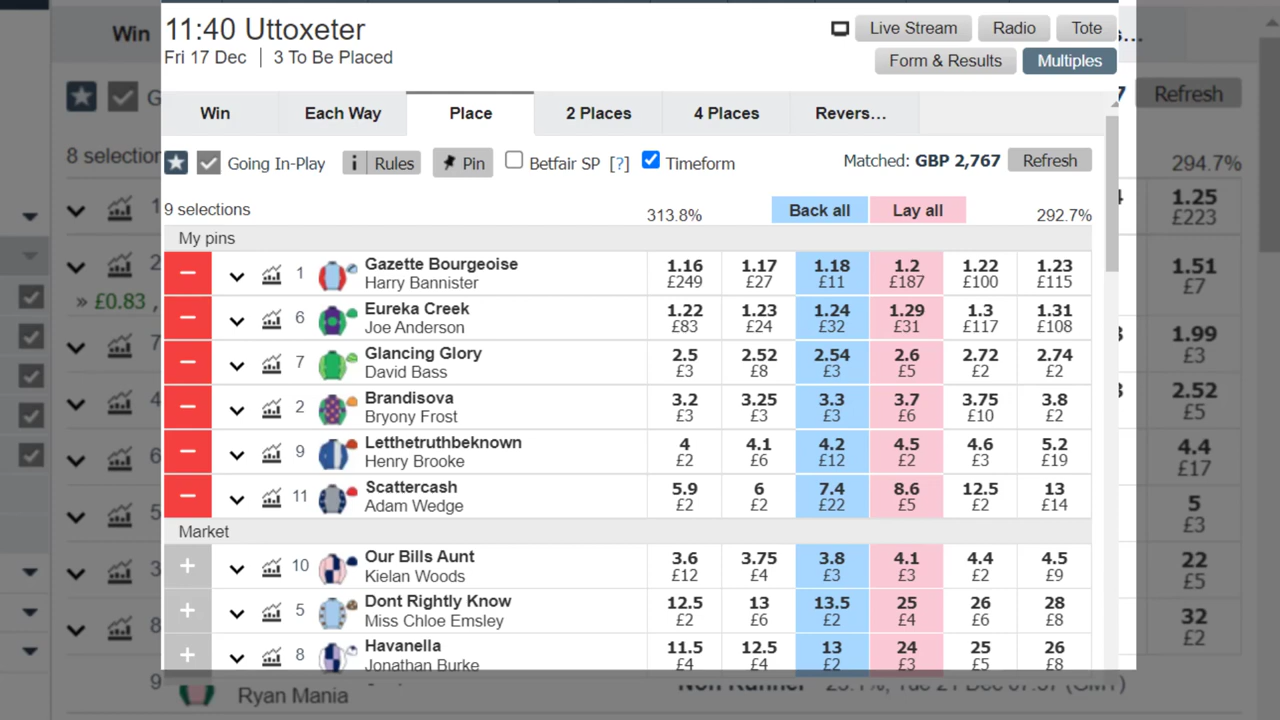 11:40 Uttoxeter
Live Stream Radio Tote
Fri 17 Dec | 3 To Be Placed
Form & Results Multiples
Win Each Way Place 2 Places 4 Places Revers…
Going In-Play i Rules Pin Betfair SP [?] Timeform Matched: GBP 2,767 Refresh
9 selections 313.8% Back all Lay all 292.7%
My pins
1 Gazette Bourgeoise 1.16 1.17 1.18 1.2 1.22 1.23
Harry Bannister £249 £27 £11 £187 £100 £115
6 Eureka Creek 1.22 1.23 1.24 1.29 1.3 1.31
Joe Anderson £83 £24 £32 £31 £117 £108
7 Glancing Glory 2.5 2.52 2.54 2.6 2.72 2.74
David Bass £3 £8 £3 £5 £2 £2
2 Brandisova 3.2 3.25 3.3 3.7 3.75 3.8
Bryony Frost £3 £3 £3 £6 £10 £2
9 Letthetruthbeknown 4 4.1 4.2 4.5 4.6 5.2
Henry Brooke £2 £6 £12 £2 £3 £19
11 Scattercash 5.9 6 7.4 8.6 12.5 13
Adam Wedge £2 £2 £22 £5 £2 £14
Market
10 Our Bills Aunt 3.6 3.75 3.8 4.1 4.4 4.5
Kielan Woods £12 £4 £3 £3 £2 £9
5 Dont Rightly Know 12.5 13 13.5 25 26 28
Miss Chloe Emsley £2 £6 £2 £4 £6 £8
8 Havanella 11.5 12.5 13 24 25 26
Jonathan Burke £4 £4 £2 £3 £5 £8
Win
8 selection
» £0.83
Refresh
294.7%
1.25
£223
1.51
£7
1.99
£3
2.52
£5
4.4
£17
5
£3
22
£5
32
£2
9
Ryan Mania